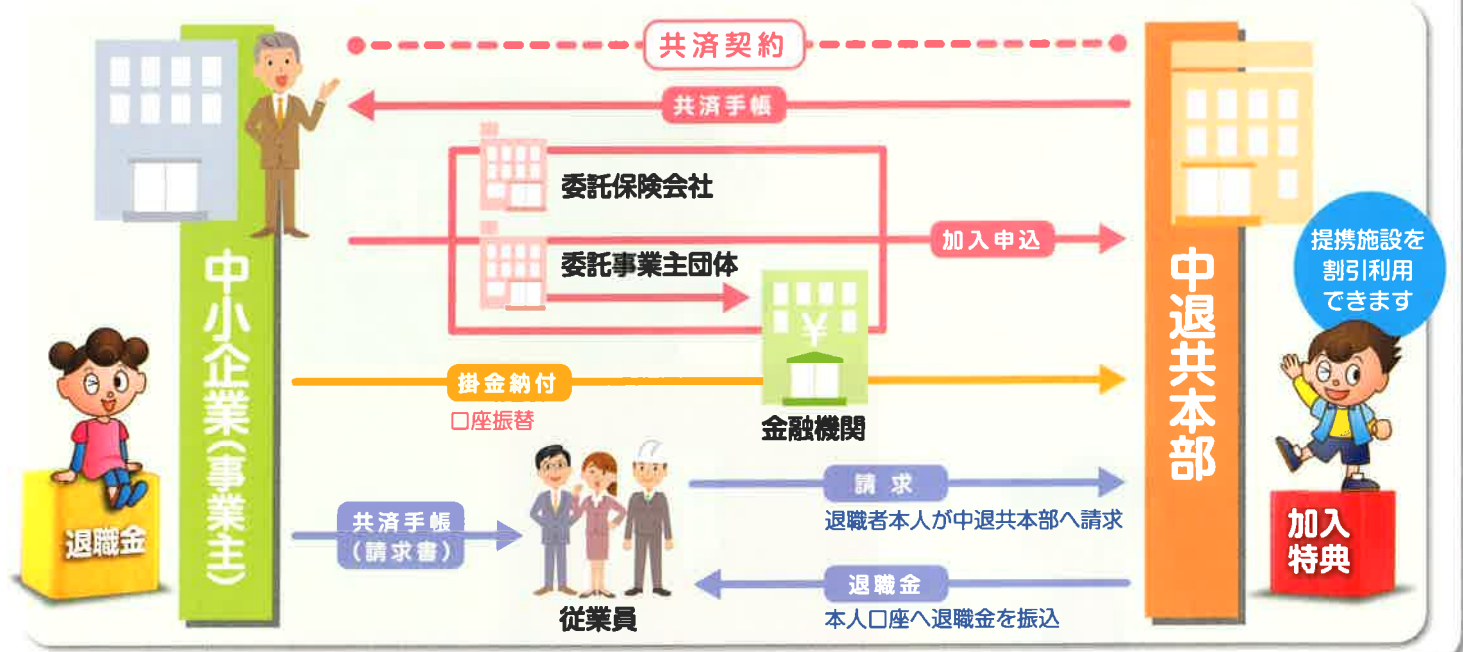 共済契約
共済手帳
委託保険会社
加入申込
委託事業主団体
¥
掛金納付
口座振替
金融機関
請求
退職者本人が中退共本部へ請求
共済手帳
(請求書)
退職金
本人口座へ退職金を振込
従業員
中小企業(事業主)
中退共本部
退職金
提携施設を
割引利用
できます
加入
特典